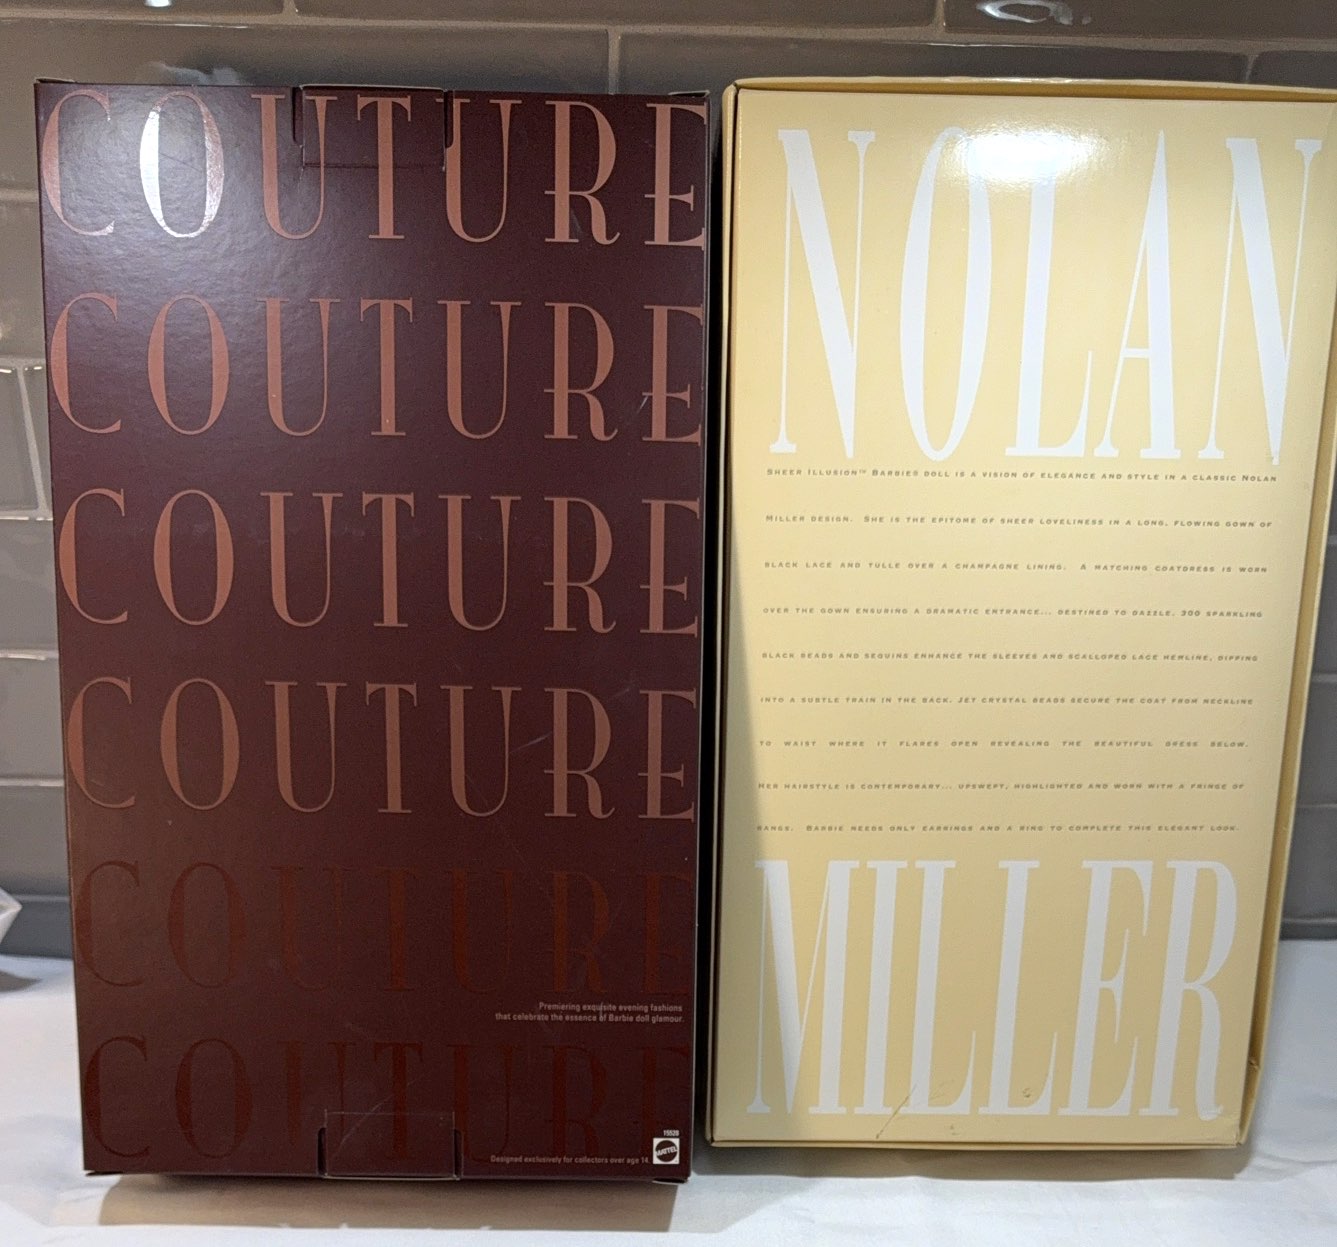 COUTURE
COUTURE
COUTURE
COUTURE
COUTURE
Premiering exquisite evening fashions
that celebrate the essence of Barbie doll glamour.
COUTURE
15528
MATTEL
Designed exclusively for collectors over age 14.
NOLAN
SHEER ILLUSION™ BARBIE® DOLL IS A VISION OF ELEGANCE AND STYLE IN A CLASSIC NOLAN
MILLER DESIGN. SHE IS THE EPITOME OF SHEER LOVELINESS IN A LONG, FLOWING GOWN OF
BLACK LACE AND TULLE OVER A CHAMPAGNE LINING. A MATCHING COATDRESS IS WORN
OVER THE GOWN ENSURING A DRAMATIC ENTRANCE... DESTINED TO DAZZLE. 300 SPARKLING
BLACK BEADS AND SEQUINS ENHANCE THE SLEEVES AND SCALLOPED LACE HEMLINE, DIPPING
INTO A SUBTLE TRAIN IN THE BACK. JET CRYSTAL BEADS SECURE THE COAT FROM NECKLINE
TO WAIST WHERE IT FLARES OPEN REVEALING THE BEAUTIFUL DRESS BELOW.
HER HAIRSTYLE IS CONTEMPORARY... UPSWEPT, HIGHLIGHTED AND WORN WITH A FRINGE OF
BANGS. BARBIE NEEDS ONLY EARRINGS AND A RING TO COMPLETE THIS ELEGANT LOOK.
MILLER